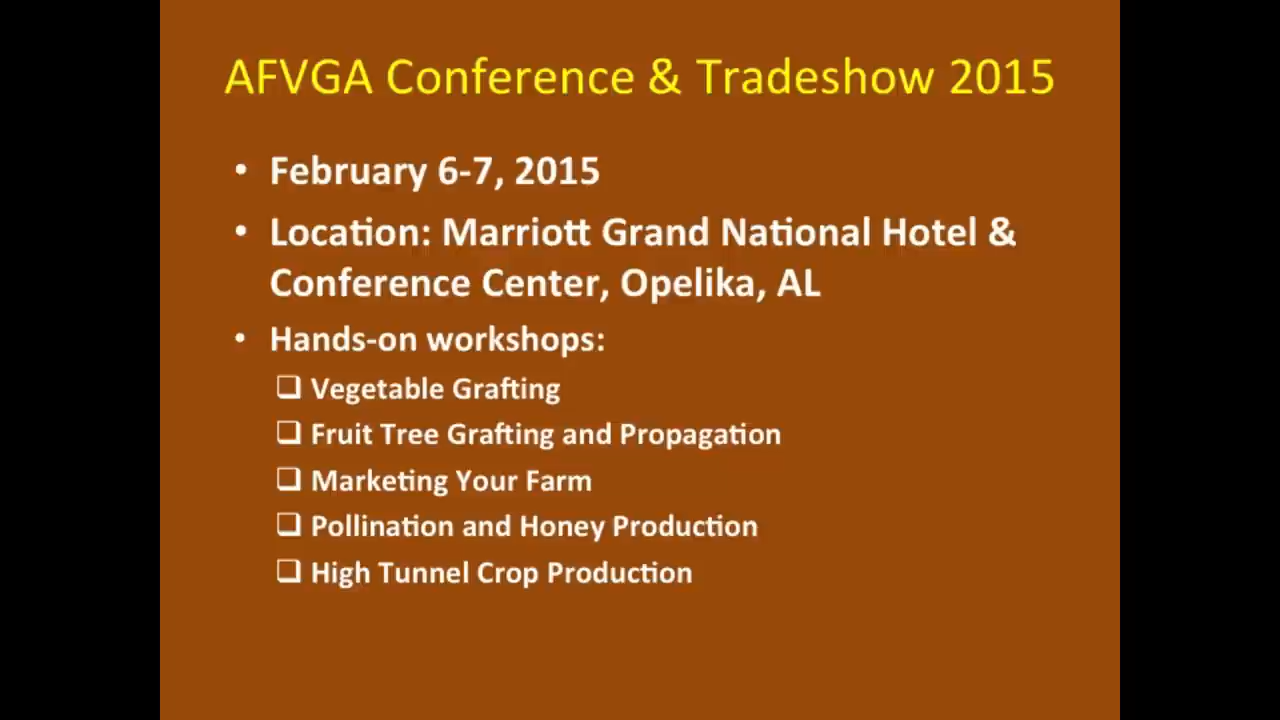 AFVGA Conference & Tradeshow 2015
• February 6-7, 2015
• Location: Marriott Grand National Hotel &
Conference Center, Opelika, AL
• Hands-on workshops:
❑ Vegetable Grafting
❑ Fruit Tree Grafting and Propagation
❑ Marketing Your Farm
❑ Pollination and Honey Production
❑ High Tunnel Crop Production